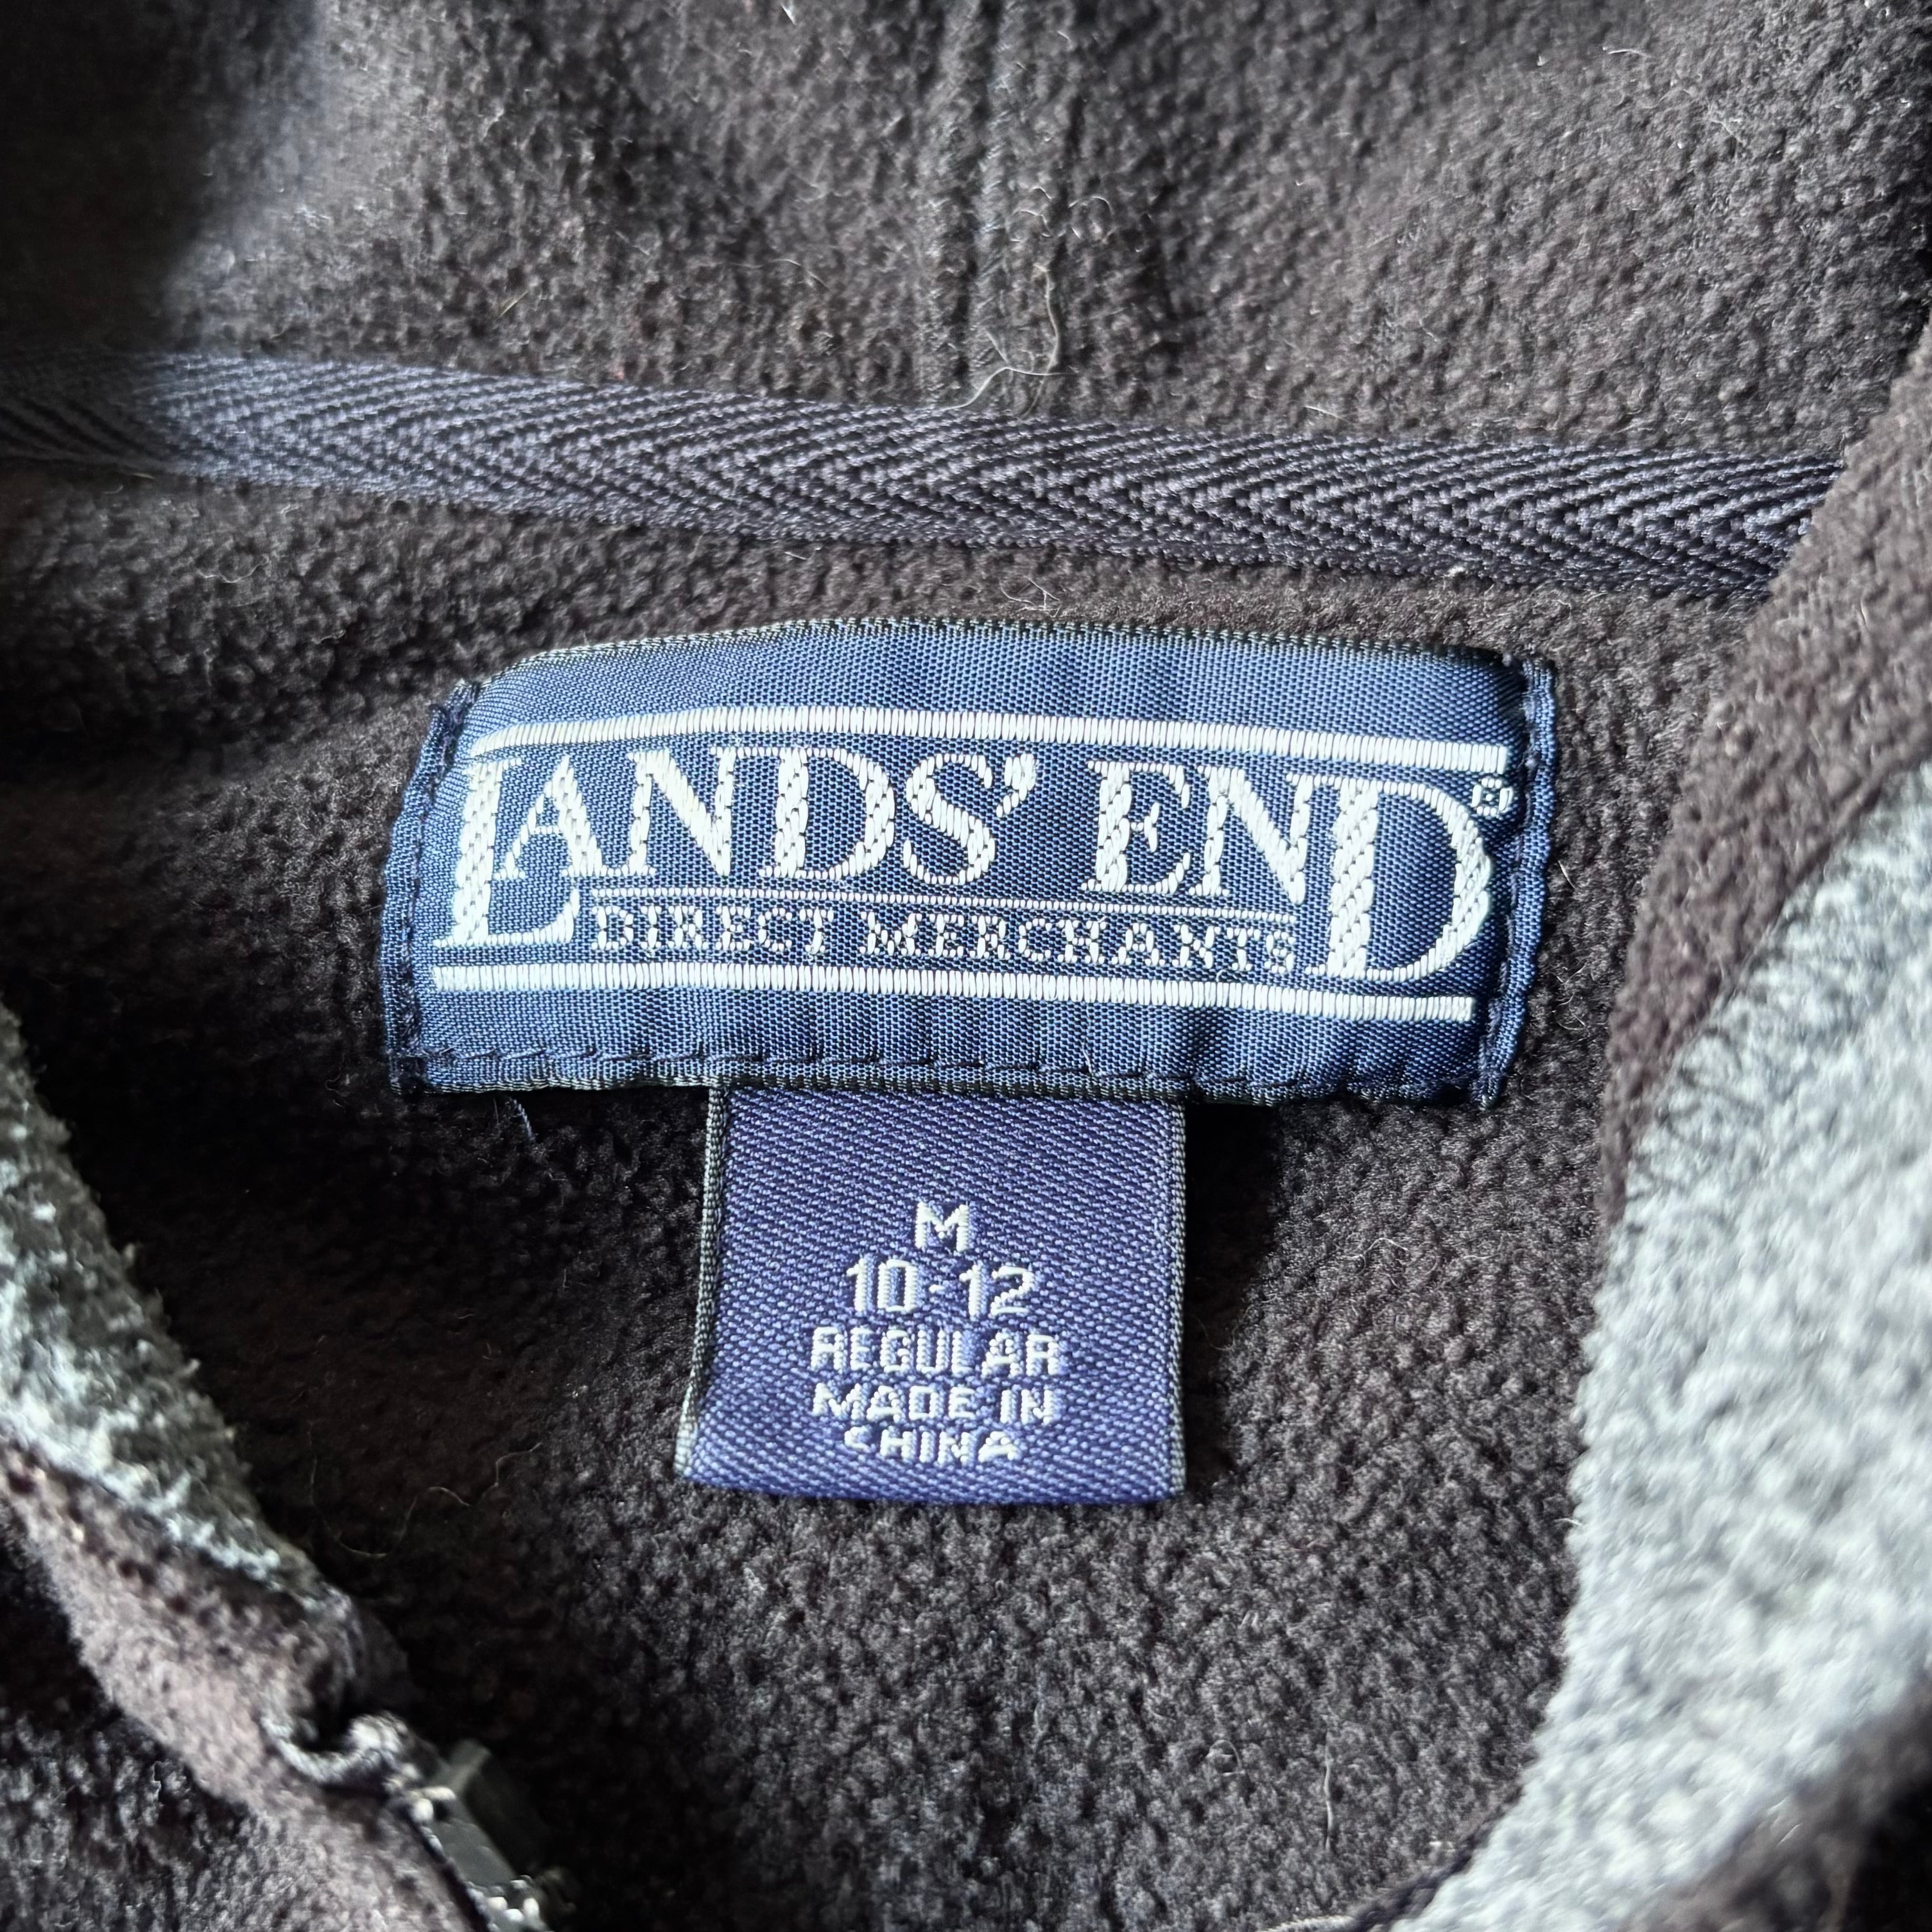 LANDS' END®
DIRECT MERCHANTS
M
10-12
REGULAR
MADE IN
CHINA